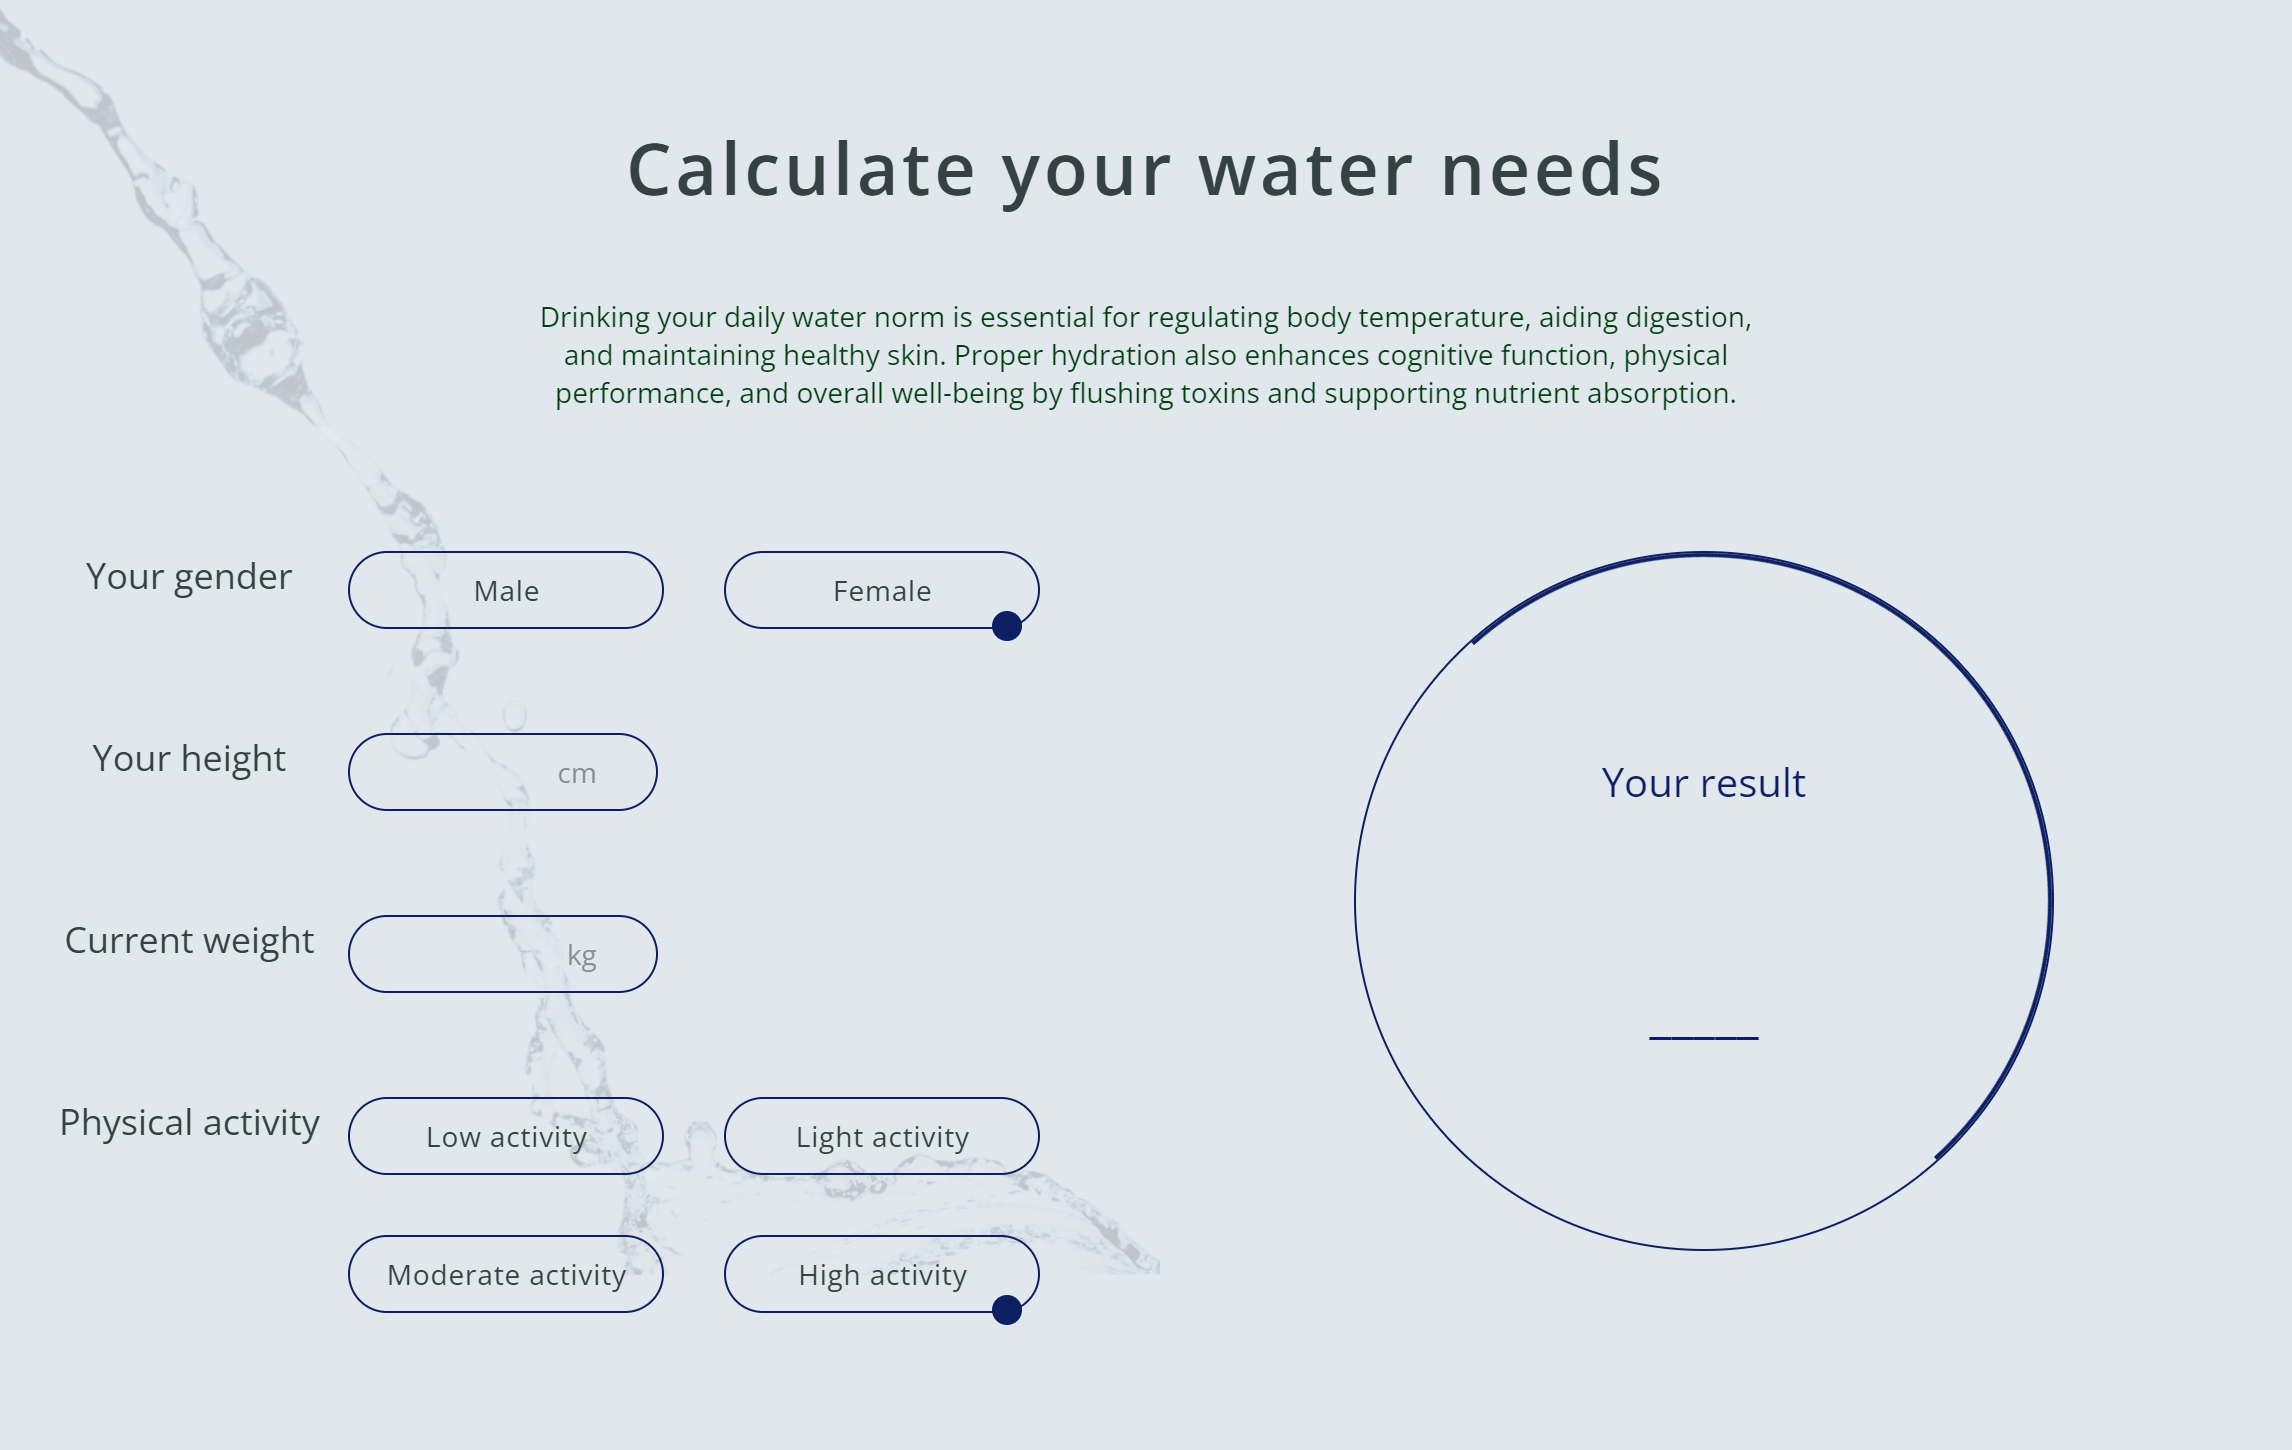 Calculate your water needs
Drinking your daily water norm is essential for regulating body temperature, aiding digestion,
and maintaining healthy skin. Proper hydration also enhances cognitive function, physical
performance, and overall well-being by flushing toxins and supporting nutrient absorption.
Your gender
Male
Female
Your height
cm
Current weight
kg
Physical activity
Low activity
Light activity
Moderate activity
High activity
Your result
_____